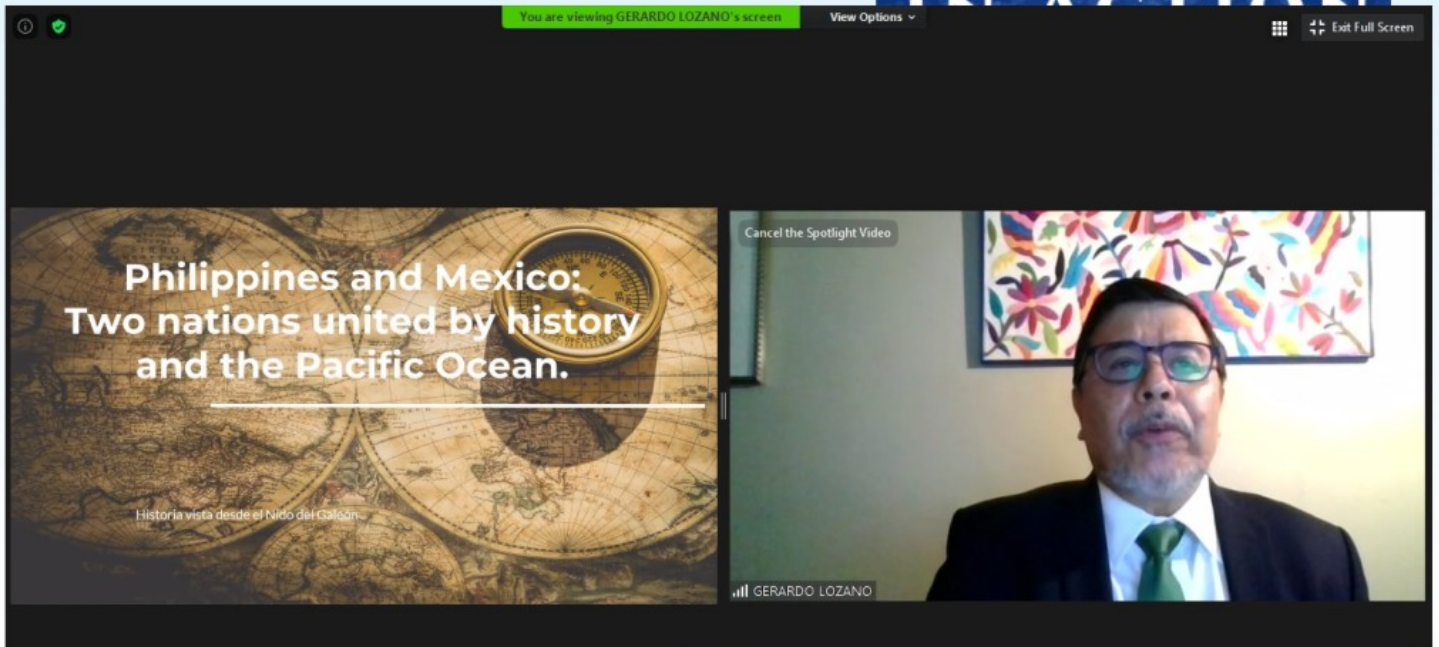 You are viewing GERARDO LOZANO's screen
View Options
Exit Full Screen
Cancel the Spotlight Video
Philippines and Mexico:
Two nations united by history
and the Pacific Ocean.
Historia vista desde el Nido del Galeón
GERARDO LOZANO